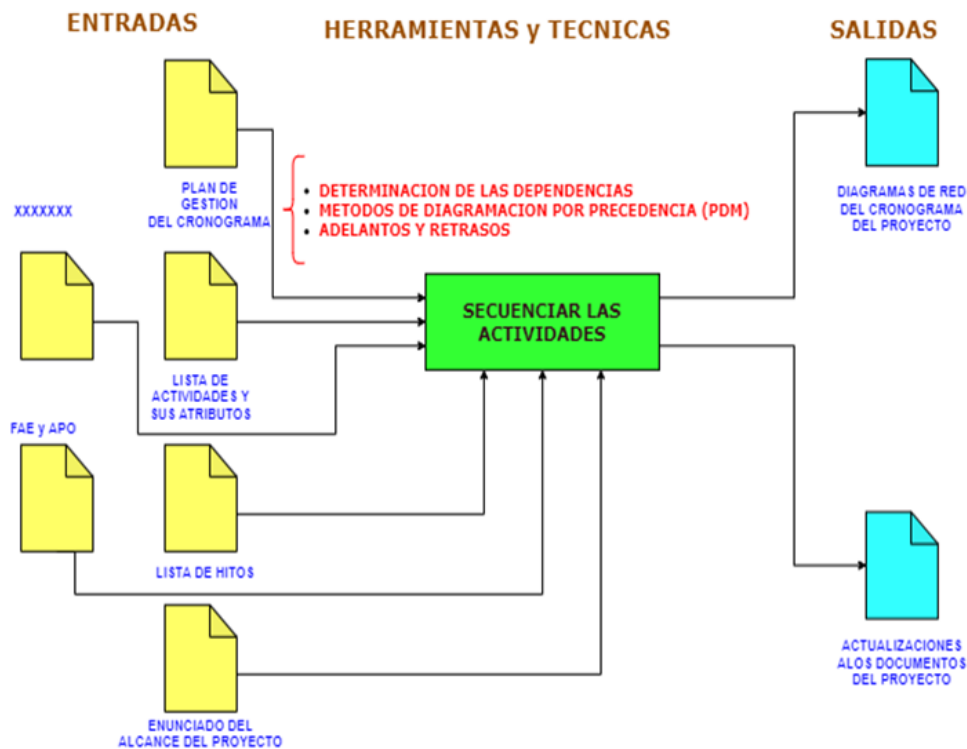 ENTRADAS
HERRAMIENTAS y TECNICAS
SALIDAS
PLAN DE
GESTION
DEL CRONOGRAMA
XXXXXXX
• DETERMINACION DE LAS DEPENDENCIAS
• METODOS DE DIAGRAMACION POR PRECEDENCIA (PDM)
• ADELANTOS Y RETRASOS
DIAGRAMAS DE RED
DEL CRONOGRAMA
DEL PROYECTO
SECUENCIAR LAS
ACTIVIDADES
LISTA DE
ACTIVIDADES Y
SUS ATRIBUTOS
FAE y APO
LISTA DE HITOS
ENUNCIADO DEL
ALCANCE DEL PROYECTO
ACTUALIZACIONES
ALOS DOCUMENTOS
DEL PROYECTO